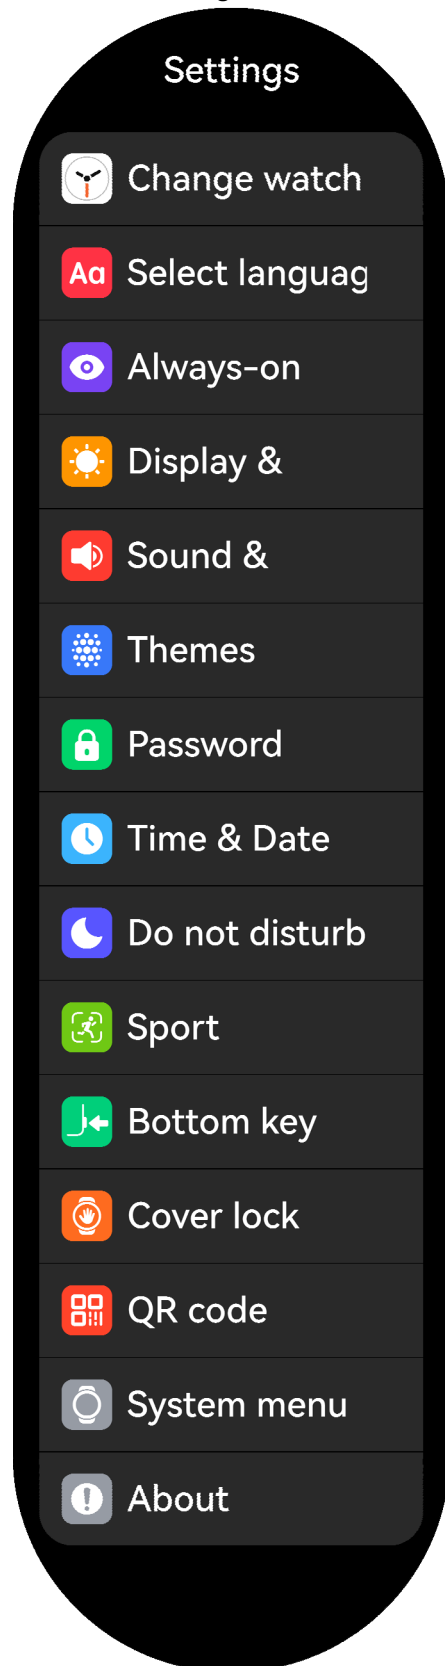 Settings
Change watch
Aa
Select languag
Always-on
Display &
Sound &
Themes
Password
Time & Date
Do not disturb
Sport
Bottom key
Cover lock
QR code
System menu
About